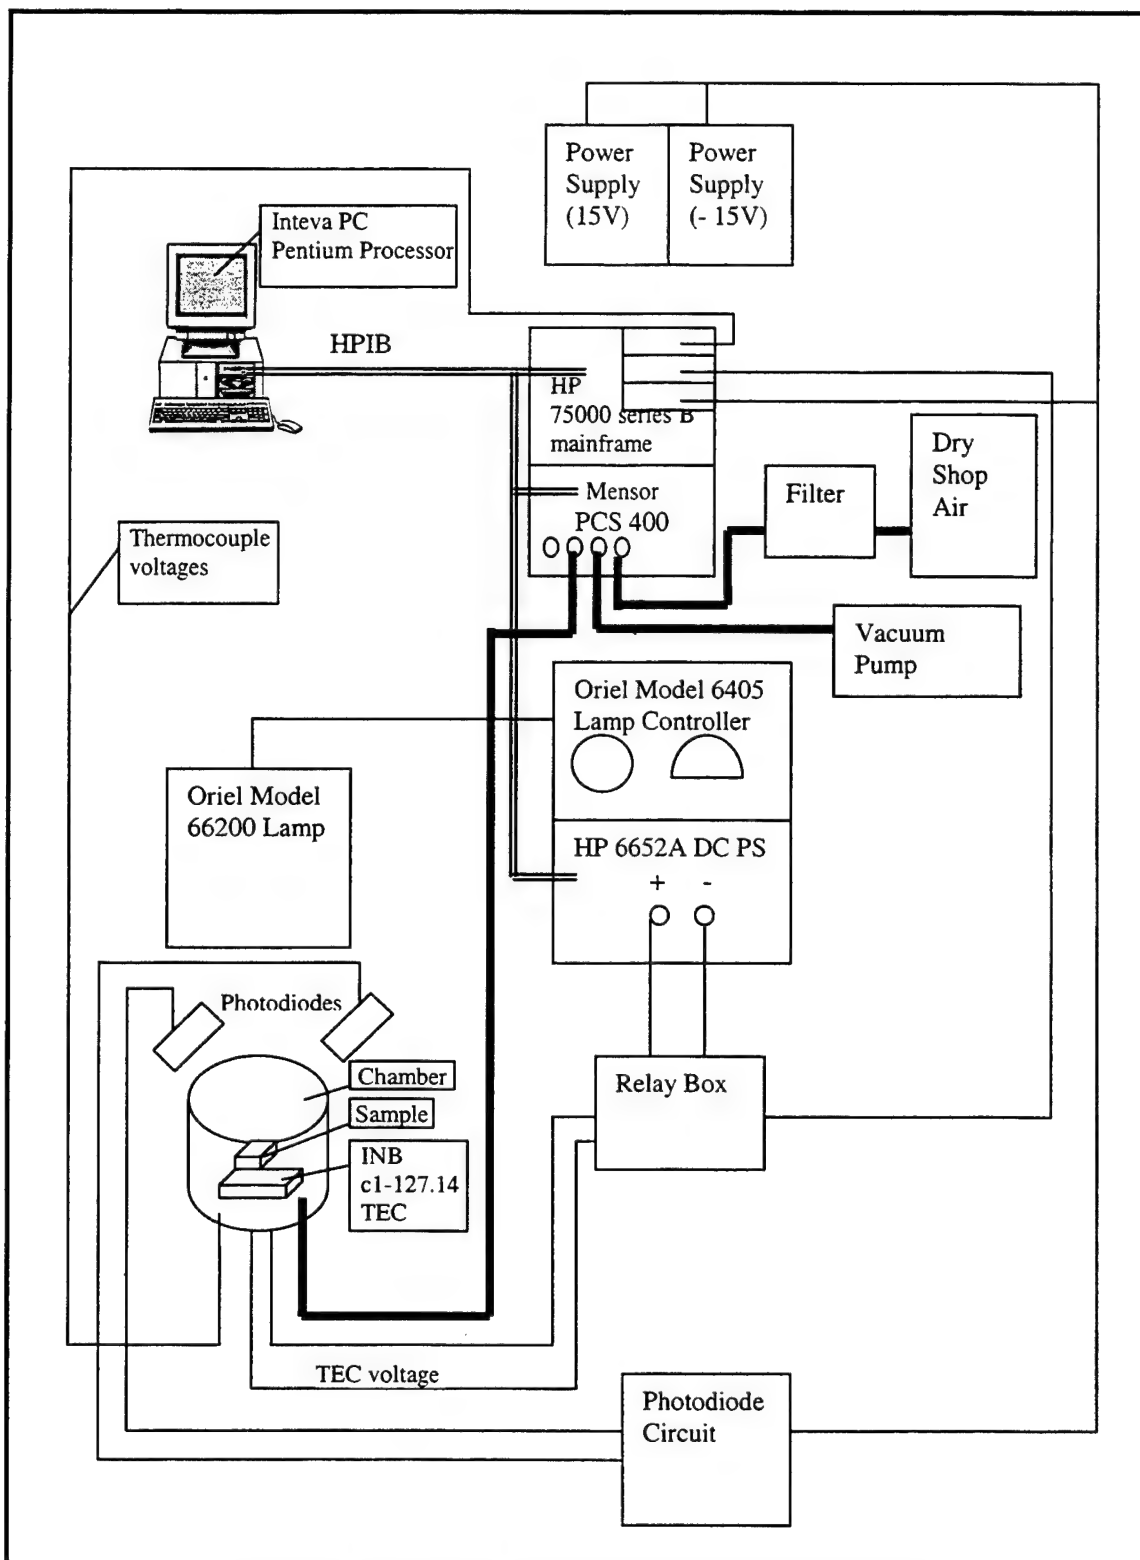 Power
Supply
(15V)
Power
Supply
(- 15V)
Inteva PC
Pentium Processor
HPIB
HP
75000 series B
mainframe
Mensor
PCS 400
Filter
Dry
Shop
Air
Thermocouple
voltages
Vacuum
Pump
Oriel Model 6405
Lamp Controller
Oriel Model
66200 Lamp
HP 6652A DC PS
+ -
Photodiodes
Chamber
Sample
INB
c1-127.14
TEC
Relay Box
TEC voltage
Photodiode
Circuit